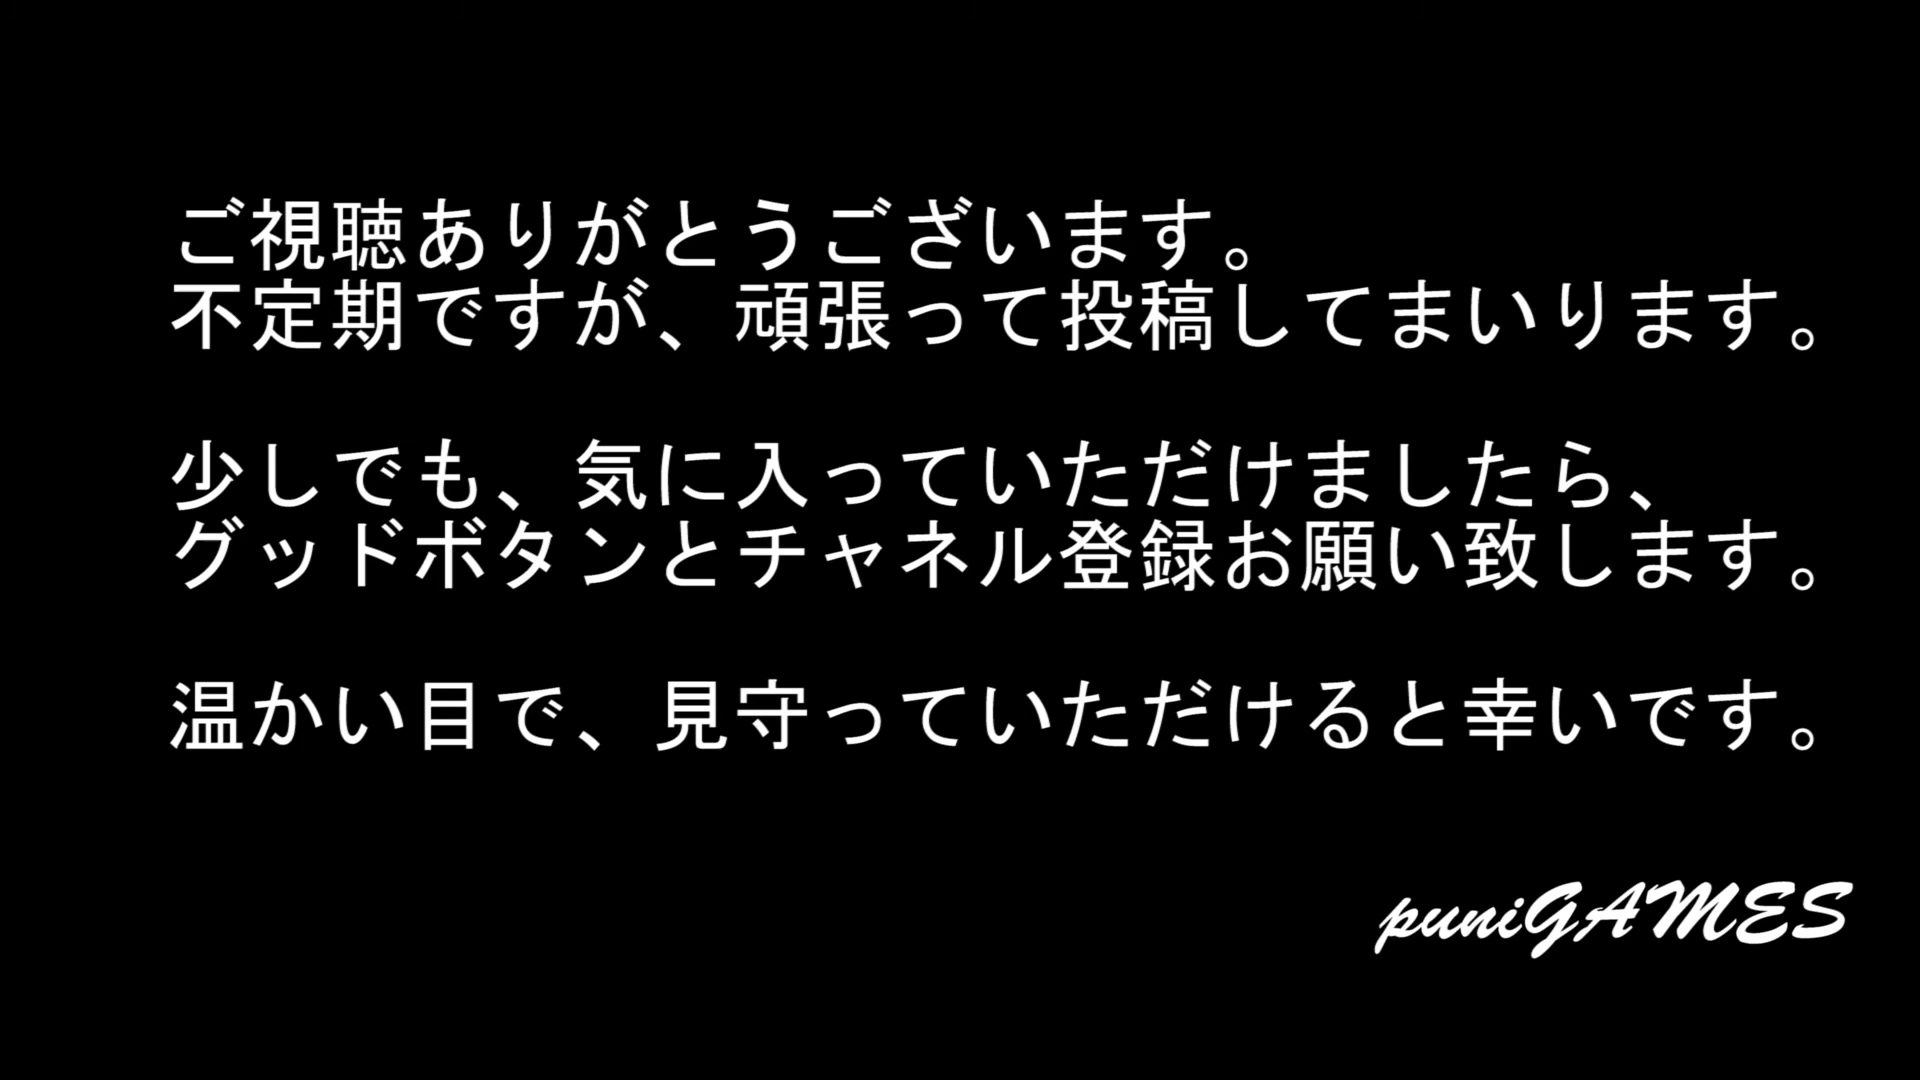 ご視聴ありがとうございます。
不定期ですが、頑張って投稿してまいります。
少しでも、気に入っていただけましたら、
グッドボタンとチャネル登録お願い致します。
温かい目で、見守っていただけると幸いです。
puniGAMES